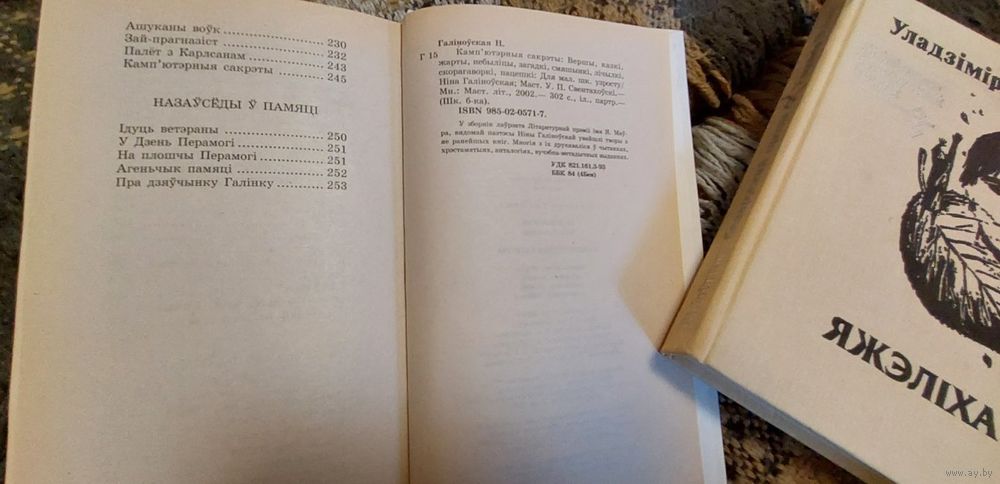 Ашуканы воўк 230
Зай-прагназіст 232
Палёт з Карлсанам 243
Камп'ютэрныя сакрэты 245
НАЗАЎСЁДЫ Ў ПАМЯЦІ
Ідуць ветэраны 250
У Дзень Перамогі 251
На плошчы Перамогі 251
Агеньчык памяці 252
Пра дзяўчынку Галінку 253
Галіноўская Н.
Г 15 Камп'ютэрныя сакрэты: Вершы, казкі,
жарты, небыліцы, загадкі, смяшынкі, лічылкі,
скорагаворкі, пацешкі: Для мал. шк. узросту/
Ніна Галіноўская; Маст. У. П. Свентахоўскі.—
Мн.: Маст. літ., 2002.— 302 с., іл., партр.—
(Шк. б-ка).
ISBN 985-02-0571-7.
У зборнік лаўрэата Літаратурнай прэміі імя Я. Маў-
ра, вядомай паэтэсы Ніны Галіноўскай увайшлі творы з
яе ранейшых кніг. Многія з іх друкаваліся ў чытанках,
хрэстаматыях, анталогіях, вучэбна-метадычных выданнях.
УДК 821.161.3-93
ББК 84 (4Беи)
Уладзімір
ЯЖЭЛІХА
www.ay.by